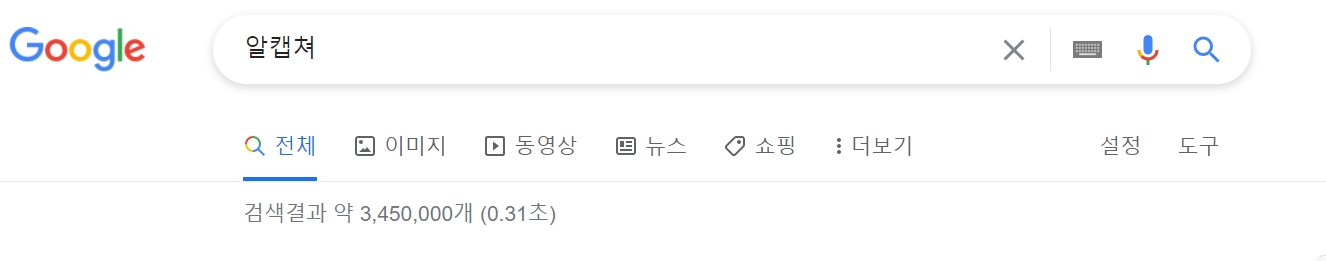 Google 알캡쳐
전체 이미지 동영상 뉴스 쇼핑 더보기 설정 도구
검색결과 약 3,450,000개 (0.31초)